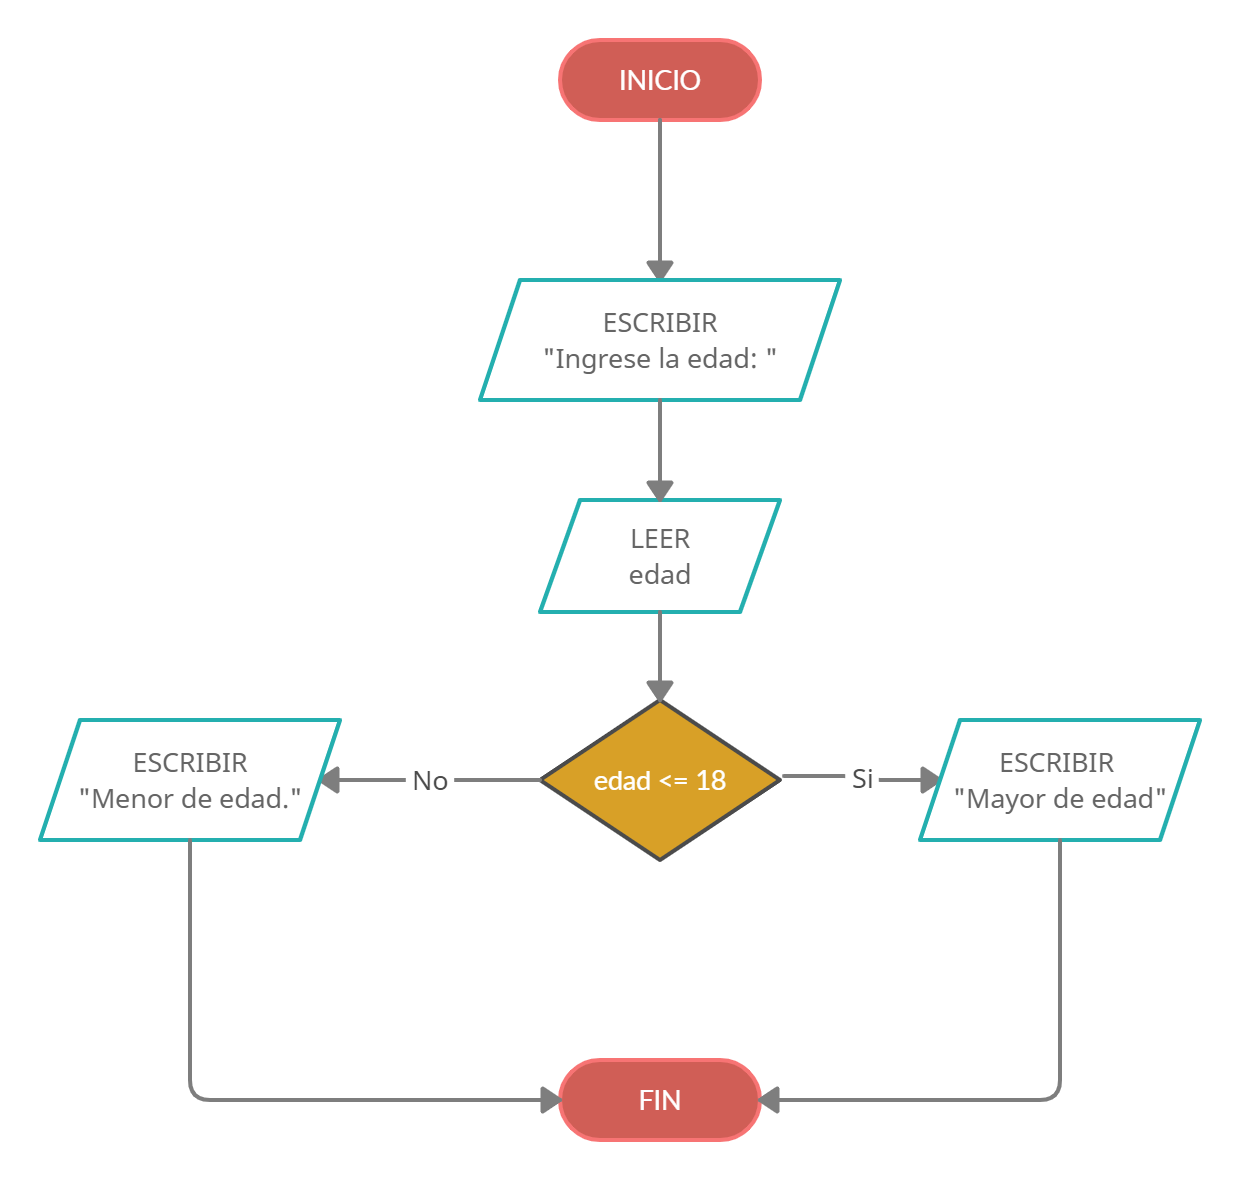 INICIO
ESCRIBIR
"Ingrese la edad: "
LEER
edad
edad <= 18
No
Si
ESCRIBIR
"Menor de edad."
ESCRIBIR
"Mayor de edad"
FIN